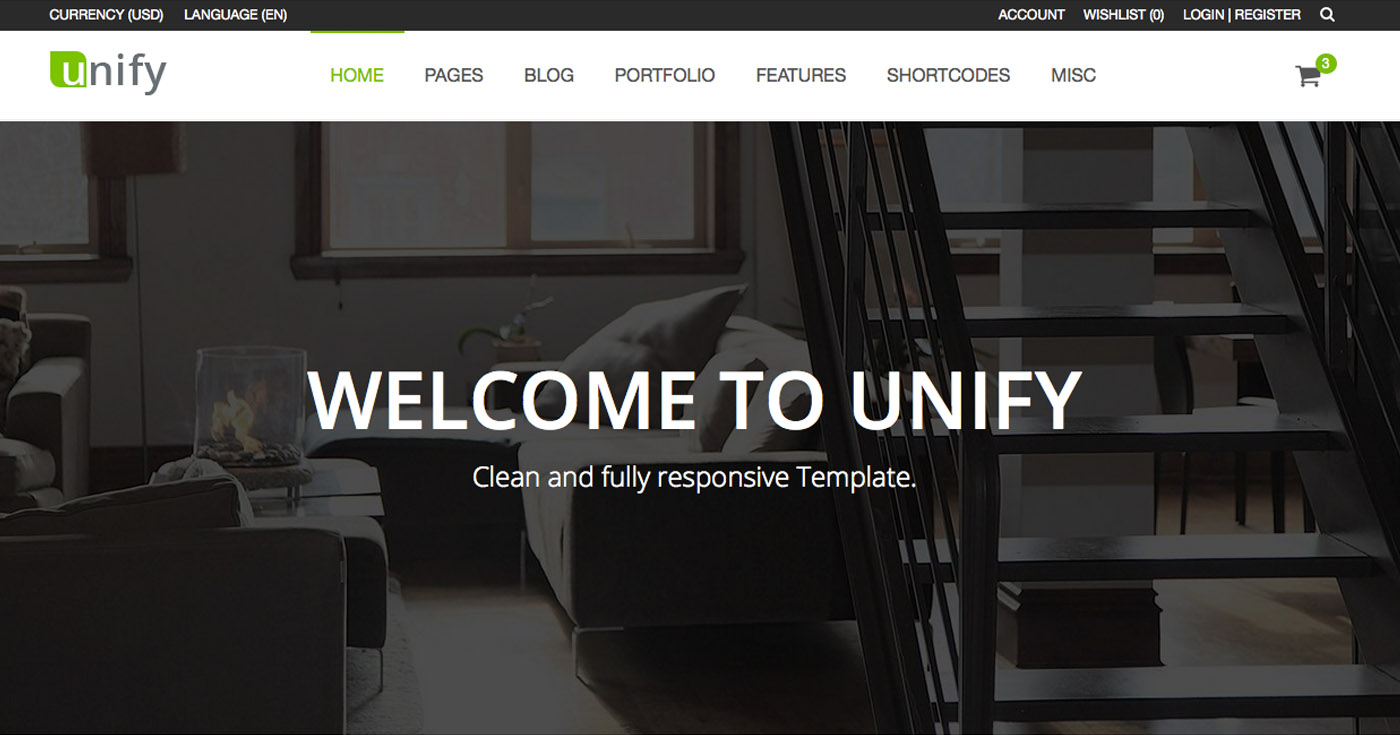 CURRENCY (USD) LANGUAGE (EN) ACCOUNT WISHLIST (0) LOGIN | REGISTER
unify HOME PAGES BLOG PORTFOLIO FEATURES SHORTCODES MISC 3
WELCOME TO UNIFY
Clean and fully responsive Template.